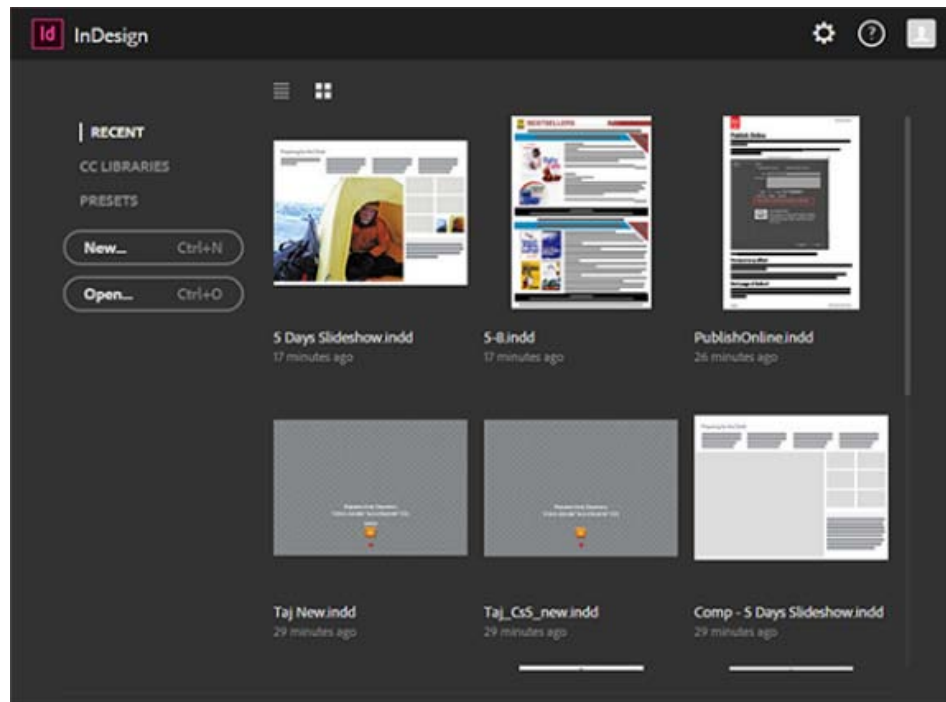 Id InDesign
?
RECENT
CC LIBRARIES
PRESETS
New... Ctrl+N
Open... Ctrl+O
BESTSELLERS
Publish Online
5 Days Slideshow.indd
17 minutes ago
5-8.indd
17 minutes ago
PublishOnline.indd
26 minutes ago
Taj New.indd
29 minutes ago
Taj_Cs5_new.indd
29 minutes ago
Comp - 5 Days Slideshow.indd
29 minutes ago